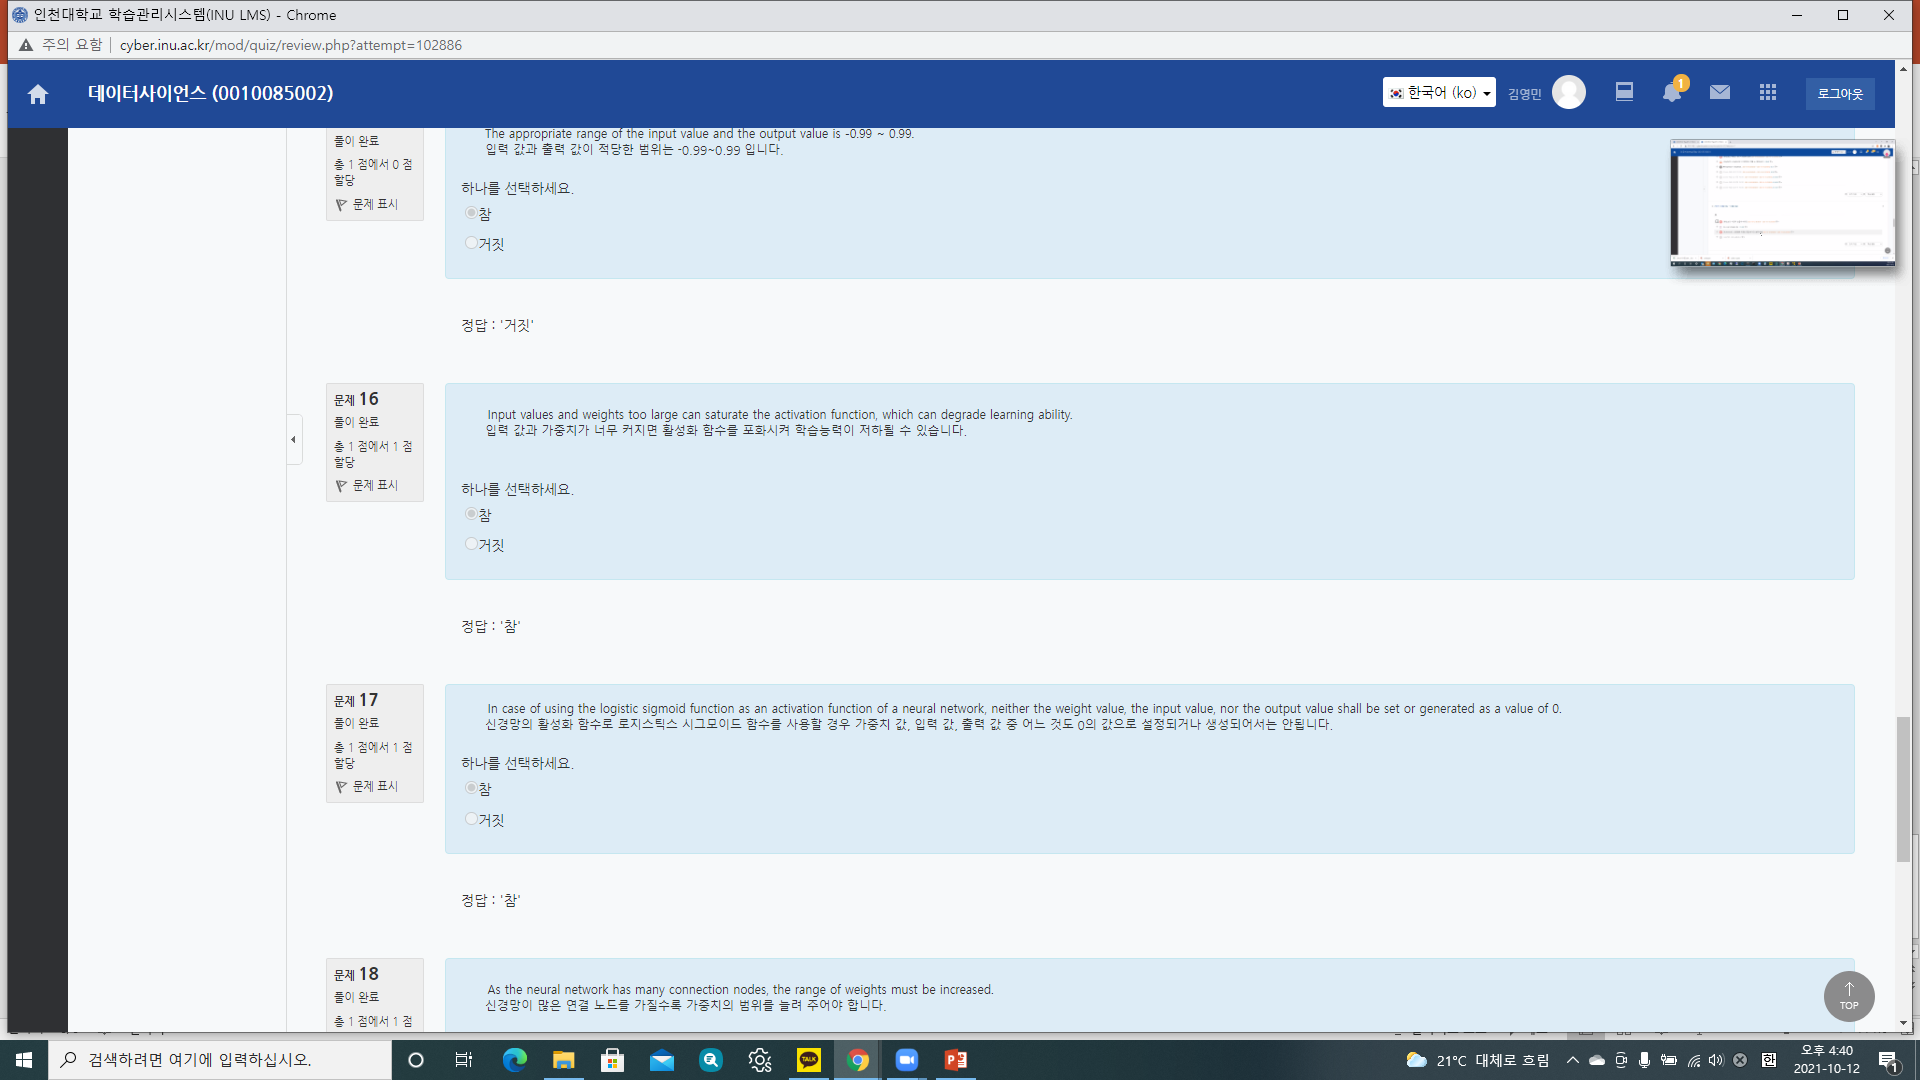 인천대학교 학습관리시스템(INU LMS) - Chrome
주의 요함 | cyber.inu.ac.kr/mod/quiz/review.php?attempt=102886
데이터사이언스 (0010085002)
한국어 (ko)
김영민
1
로그아웃
풀이 완료
총 1 점에서 0 점
할당
문제 표시
The appropriate range of the input value and the output value is -0.99 ~ 0.99.
입력 값과 출력 값이 적당한 범위는 -0.99~0.99 입니다.
하나를 선택하세요.
참
거짓
정답 : '거짓'
문제 16
풀이 완료
총 1 점에서 1 점
할당
문제 표시
Input values and weights too large can saturate the activation function, which can degrade learning ability.
입력 값과 가중치가 너무 커지면 활성화 함수를 포화시켜 학습능력이 저하될 수 있습니다.
하나를 선택하세요.
참
거짓
정답 : '참'
문제 17
풀이 완료
총 1 점에서 1 점
할당
문제 표시
In case of using the logistic sigmoid function as an activation function of a neural network, neither the weight value, the input value, nor the output value shall be set or generated as a value of 0.
신경망의 활성화 함수로 로지스틱스 시그모이드 함수를 사용할 경우 가중치 값, 입력 값, 출력 값 중 어느 것도 0의 값으로 설정되거나 생성되어서는 안됩니다.
하나를 선택하세요.
참
거짓
정답 : '참'
문제 18
풀이 완료
총 1 점에서 1 점
As the neural network has many connection nodes, the range of weights must be increased.
신경망이 많은 연결 노드를 가질수록 가중치의 범위를 늘려 주어야 합니다.
TOP
검색하려면 여기에 입력하십시오.
TALK
21°C 대체로 흐림
한
오후 4:40
2021-10-12
1